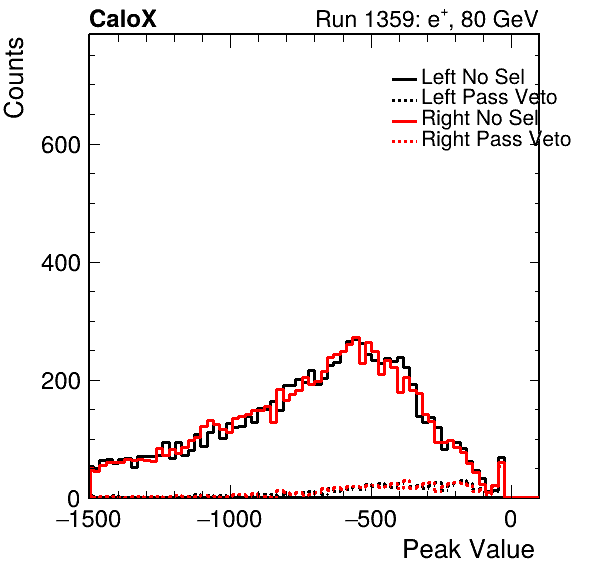 CaloX Run 1359: e⁺, 80 GeV
Counts
Left No Sel
Left Pass Veto
Right No Sel
Right Pass Veto
600
400
200
0
−1500 −1000 −500 0
Peak Value